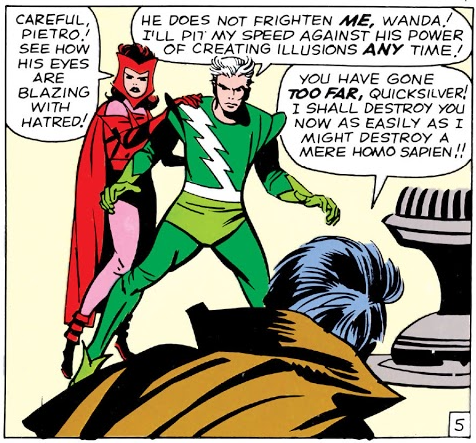 CAREFUL,
PIETRO!
SEE HOW
HIS EYES
ARE
BLAZING
WITH
HATRED!
HE DOES NOT FRIGHTEN ME, WANDA!
I'LL PIT MY SPEED AGAINST HIS POWER
OF CREATING ILLUSIONS ANY TIME!
YOU HAVE GONE
TOO FAR, QUICKSILVER!
I SHALL DESTROY YOU
NOW AS EASILY AS I
MIGHT DESTROY A
MERE HOMO SAPIEN!!
5